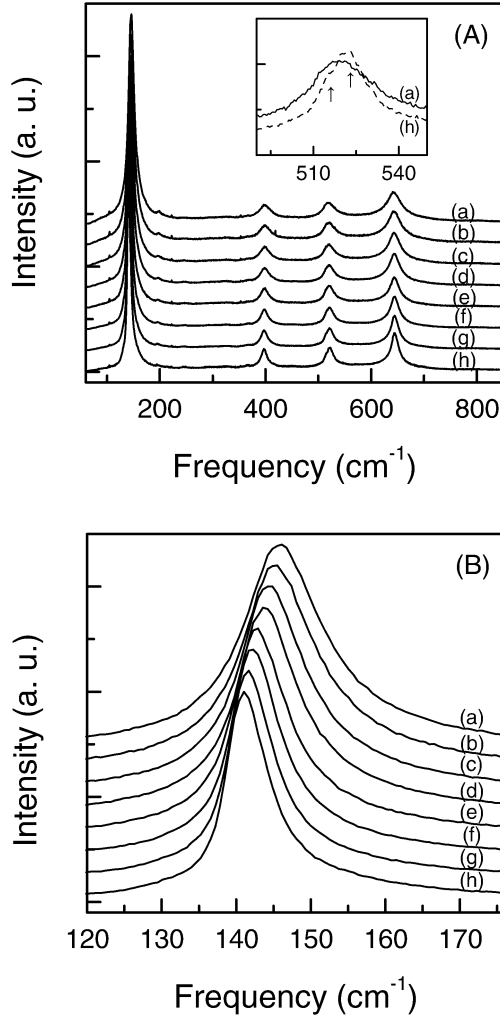 (A)
(a)
(h)
510 540
(a)
(b)
(c)
(d)
(e)
(f)
(g)
(h)
Intensity (a. u.)
200 400 600 800
Frequency (cm-1)
(B)
(a)
(b)
(c)
(d)
(e)
(f)
(g)
(h)
Intensity (a. u.)
120 130 140 150 160 170
Frequency (cm-1)